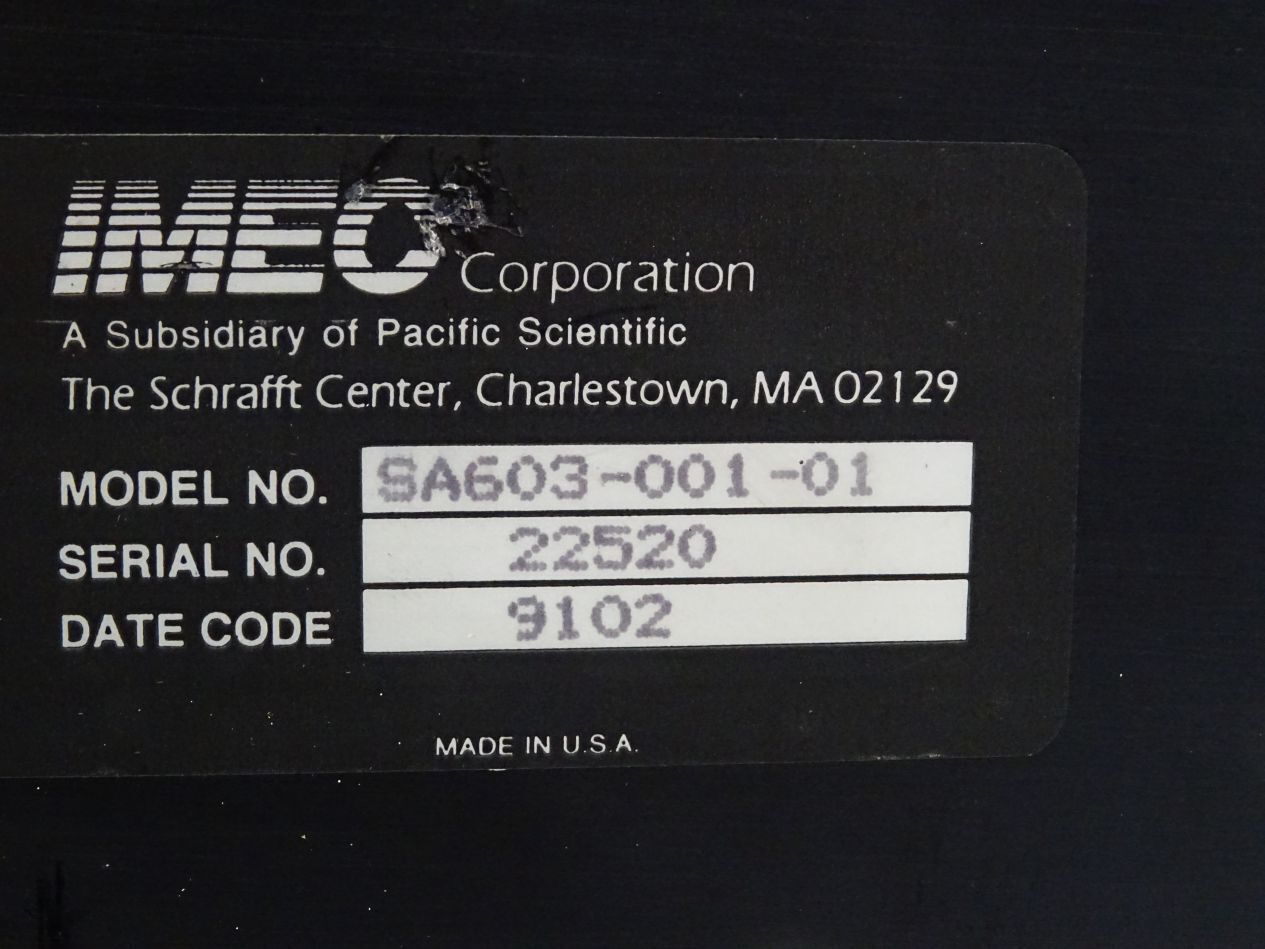 IMEC Corporation
A Subsidiary of Pacific Scientific
The Schrafft Center, Charlestown, MA 02129
MODEL NO. SA603-001-01
SERIAL NO. 22520
DATE CODE 9102
MADE IN U.S.A.